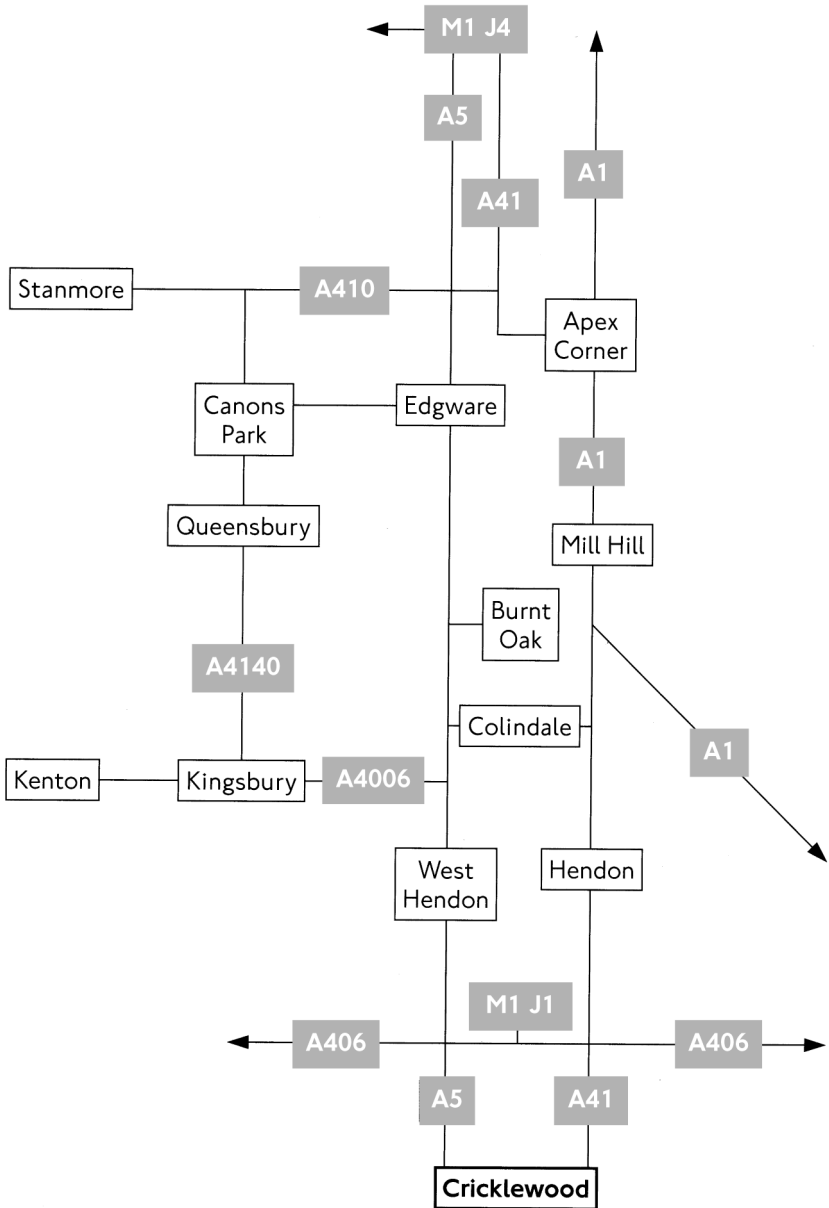 M1 J4
A5
A1
A41
Stanmore
A410
Apex
Corner
Canons
Park
Edgware
A1
Queensbury
Mill Hill
Burnt
Oak
A4140
Colindale
A1
Kenton
Kingsbury
A4006
West
Hendon
Hendon
M1 J1
A406
A406
A5
A41
Cricklewood